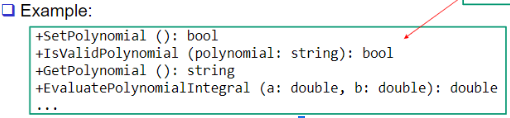 Example:
+SetPolynomial (): bool
+IsValidPolynomial (polynomial: string): bool
+GetPolynomial (): string
+EvaluatePolynomialIntegral (a: double, b: double): double
...